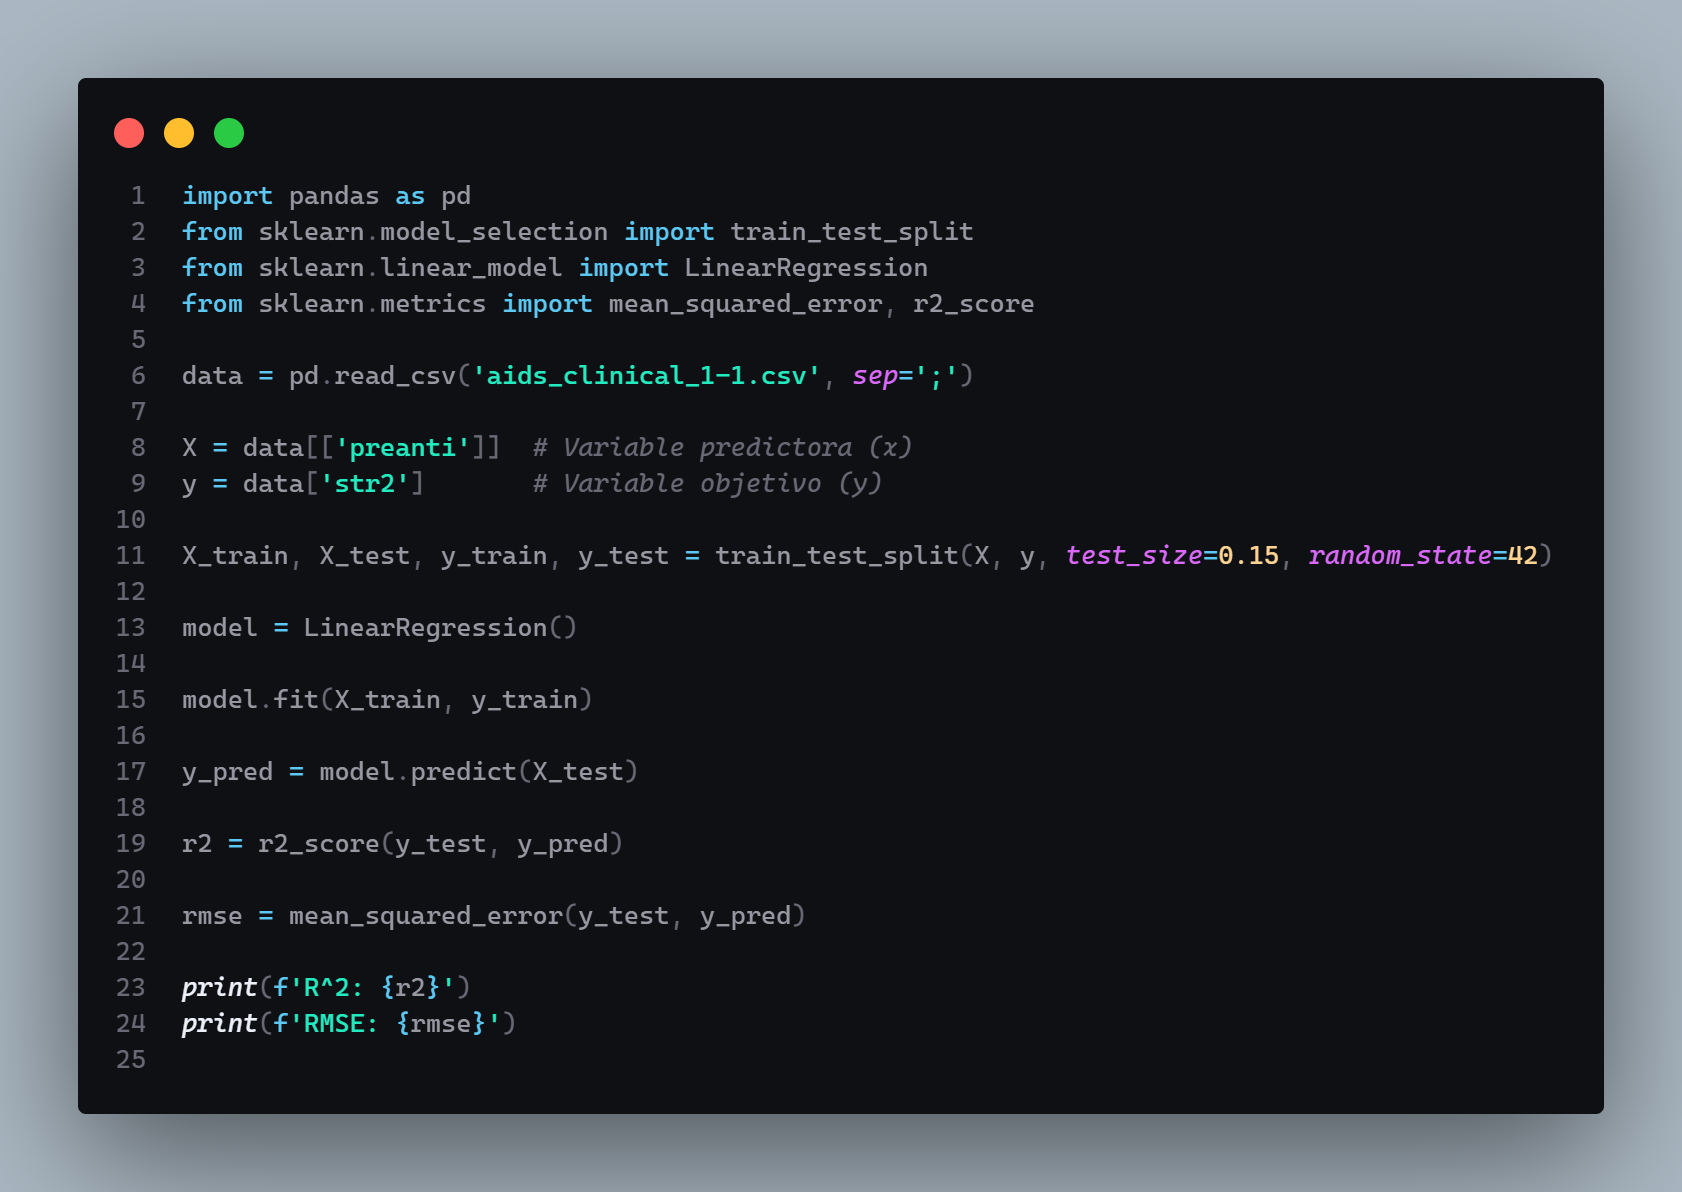 1 import pandas as pd
2 from sklearn.model_selection import train_test_split
3 from sklearn.linear_model import LinearRegression
4 from sklearn.metrics import mean_squared_error, r2_score
5
6 data = pd.read_csv('aids_clinical_1-1.csv', sep=';')
7
8 X = data[['preanti']]  # Variable predictora (x)
9 y = data['str2']       # Variable objetivo (y)
10
11 X_train, X_test, y_train, y_test = train_test_split(X, y, test_size=0.15, random_state=42)
12
13 model = LinearRegression()
14
15 model.fit(X_train, y_train)
16
17 y_pred = model.predict(X_test)
18
19 r2 = r2_score(y_test, y_pred)
20
21 rmse = mean_squared_error(y_test, y_pred)
22
23 print(f'R^2: {r2}')
24 print(f'RMSE: {rmse}')
25